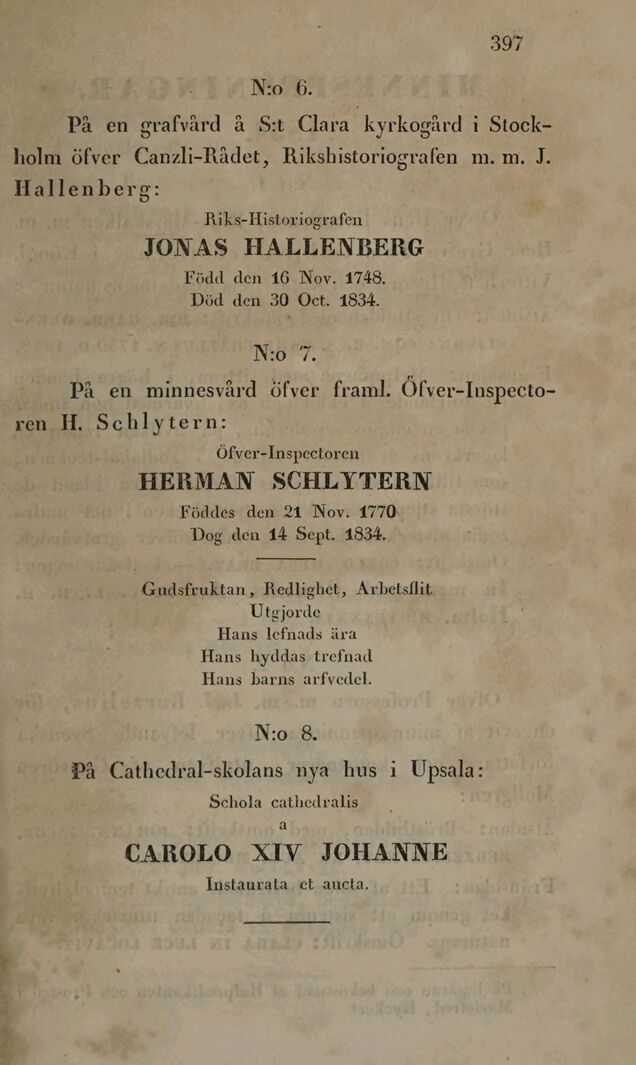 397
N:o 6.
På en grafvård å S:t Clara kyrkogård i Stock-
holm öfver Canzli-Rådet, Rikshistoriografen m. m. J.
Hallenberg:
Riks-Historiografen
JONAS HALLENBERG
Född den 16 Nov. 1748.
Död den 30 Oct. 1834.
N:o 7.
På en minnesvård öfver framl. Öfver-Inspecto-
ren H. Schlytern:
Öfver-Inspectoren
HERMAN SCHLYTERN
Föddes den 21 Nov. 1770
Dog den 14 Sept. 1834.
Gudsfruktan, Redlighet, Arbetsflit
Utgjorde
Hans lefnads ära
Hans hyddas trefnad
Hans barns arfvedel.
N:o 8.
På Cathedral-skolans nya hus i Upsala:
Schola cathedralis
a
CAROLO XIV JOHANNE
Instaurata et aucta.